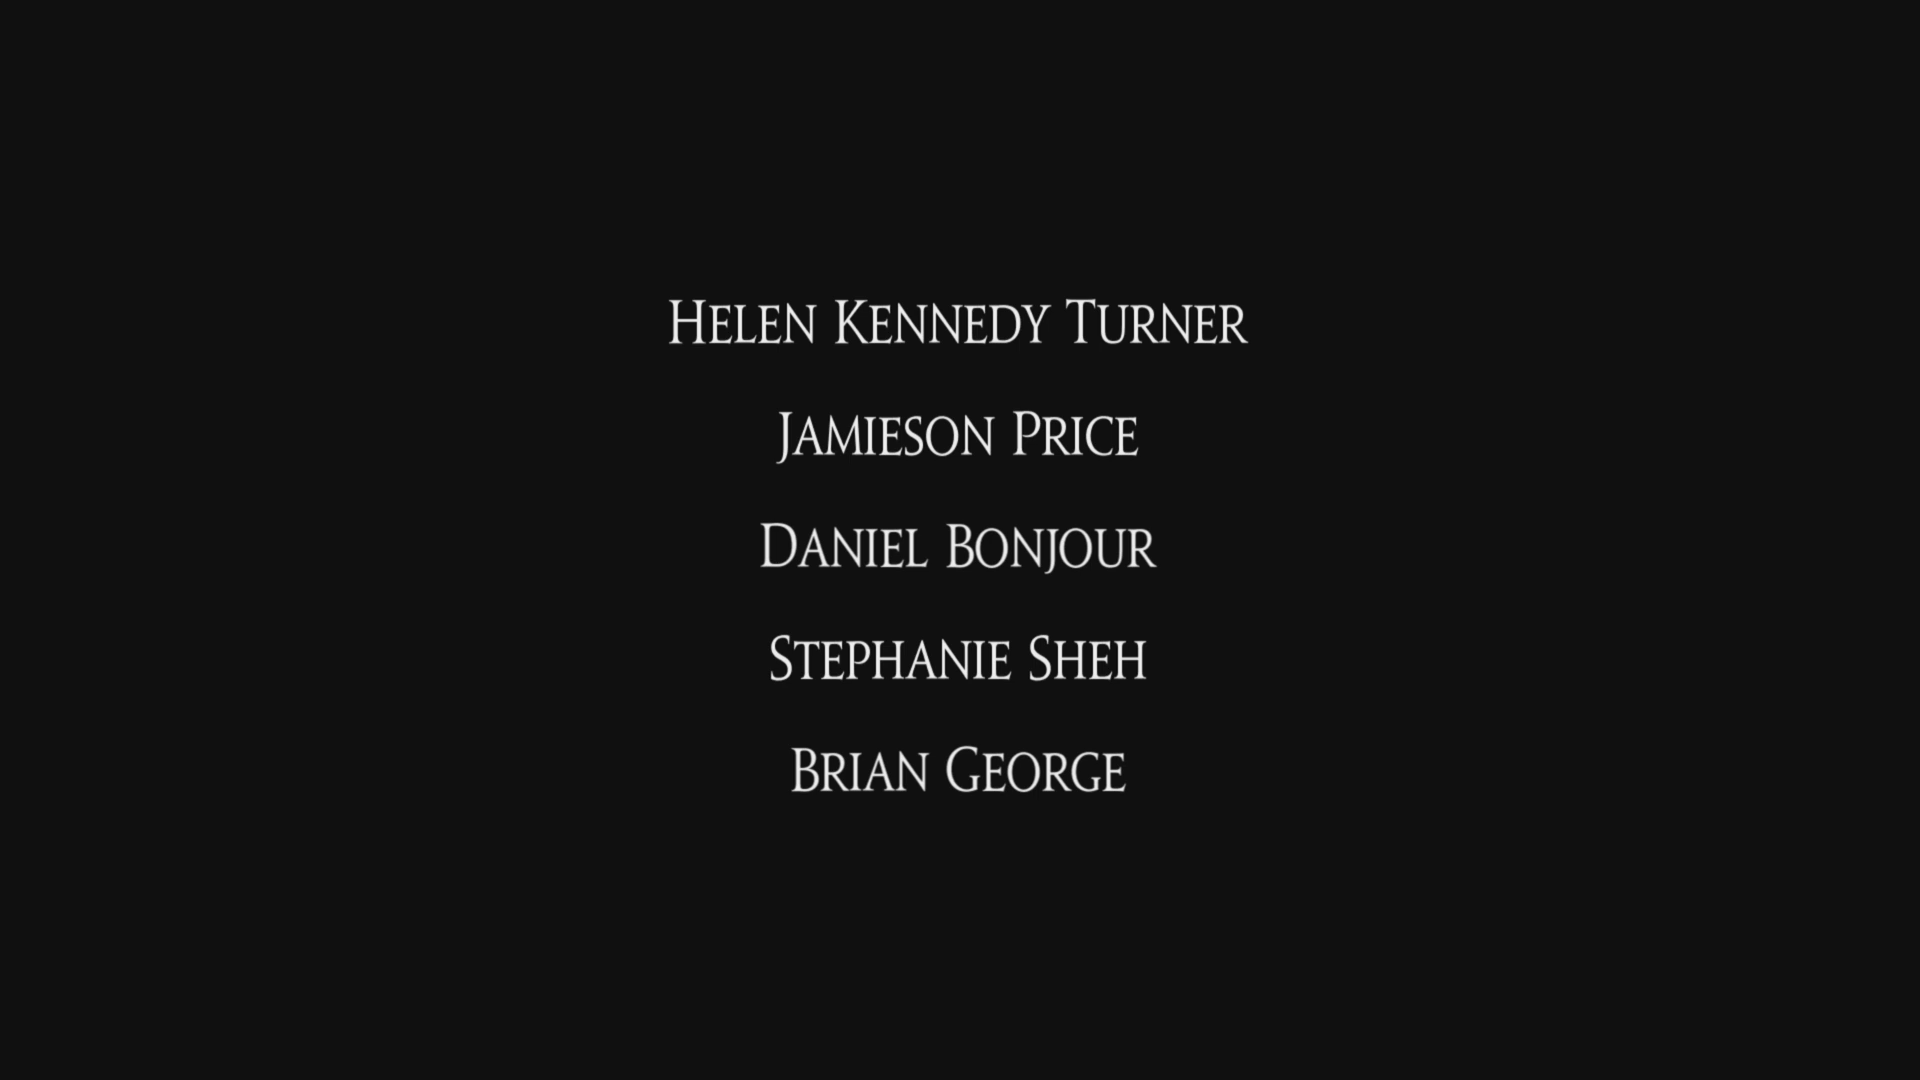 Helen Kennedy Turner
Jamieson Price
Daniel Bonjour
Stephanie Sheh
Brian George